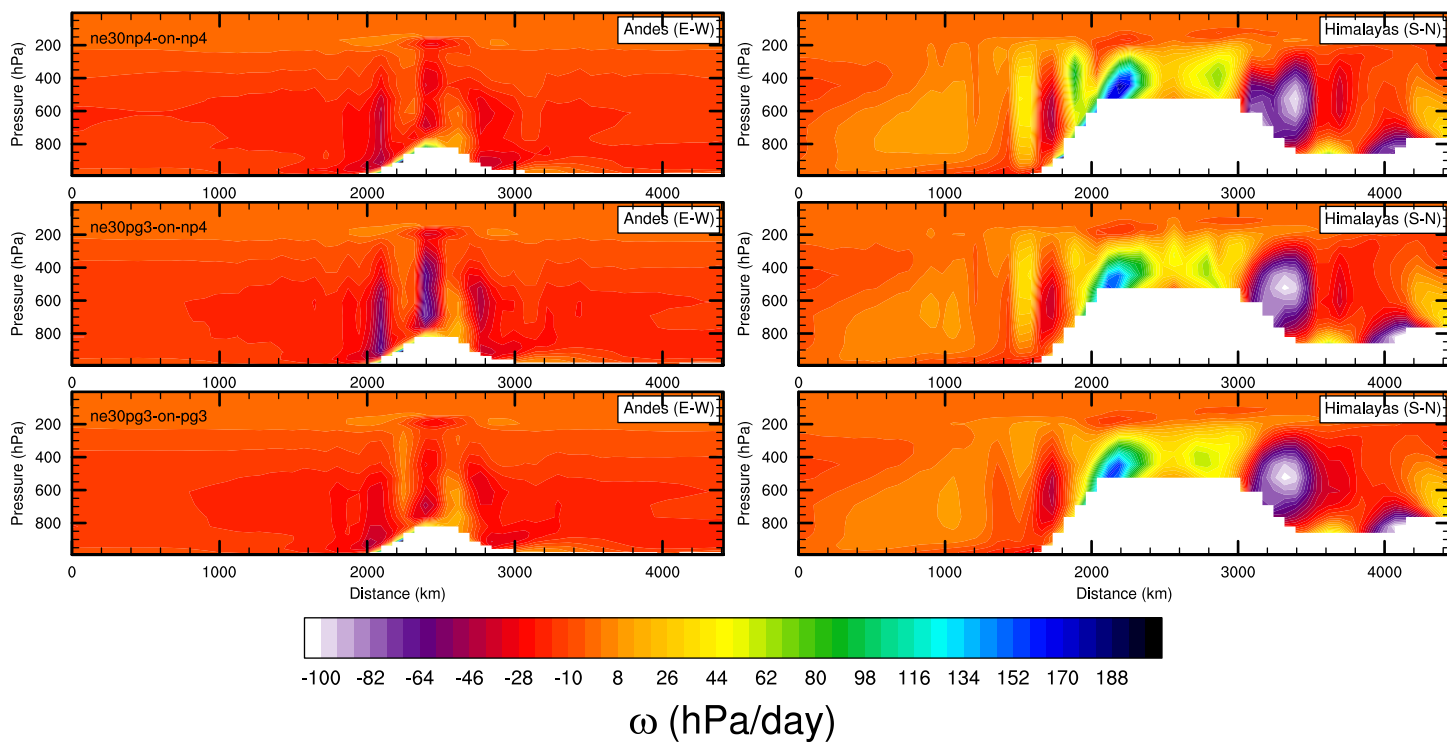 ne30np4-on-np4
Andes (E-W)
Pressure (hPa)
200
400
600
800
0 1000 2000 3000 4000
Himalayas (S-N)
Pressure (hPa)
200
400
600
800
0 1000 2000 3000 4000
ne30pg3-on-np4
Andes (E-W)
Pressure (hPa)
200
400
600
800
0 1000 2000 3000 4000
Himalayas (S-N)
Pressure (hPa)
200
400
600
800
0 1000 2000 3000 4000
ne30pg3-on-pg3
Andes (E-W)
Pressure (hPa)
200
400
600
800
0 1000 2000 3000 4000
Distance (km)
Himalayas (S-N)
Pressure (hPa)
200
400
600
800
0 1000 2000 3000 4000
Distance (km)
-100 -82 -64 -46 -28 -10 8 26 44 62 80 98 116 134 152 170 188
ω (hPa/day)